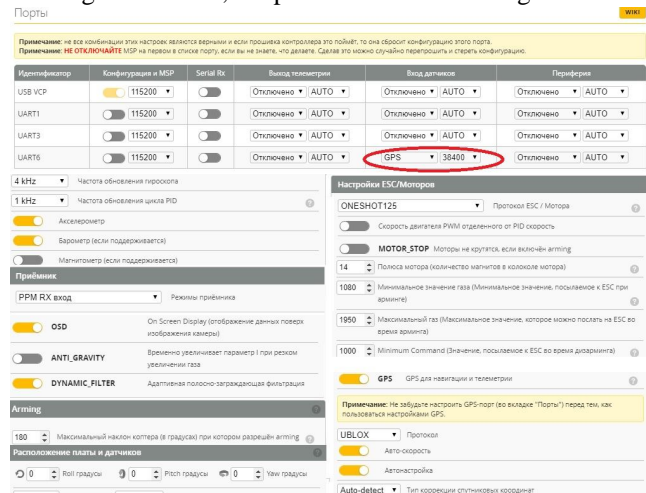 Порты
WIKI
Примечание: не все комбинации этих настроек являются верными и если прошивка контроллера это поймёт, то она сбросит конфигурацию этого порта.
Примечание: НЕ ОТКЛЮЧАЙТЕ MSP на первом в списке порту, если вы не знаете, что делаете. Сделав это можно случайно перепрошить и стереть конфигурацию.
Идентификатор Конфигурация и MSP Serial Rx Выход телеметрии Вход датчиков Периферия
USB VCP 115200 Отключено AUTO Отключено AUTO Отключено AUTO
UART1 115200 Отключено AUTO Отключено AUTO Отключено AUTO
UART3 115200 Отключено AUTO Отключено AUTO Отключено AUTO
UART6 115200 Отключено AUTO GPS 38400 Отключено AUTO
4 kHz Частота обновления гироскопа
1 kHz Частота обновления цикла PID
Акселерометр
Барометр (если поддерживается)
Магнитометр (если поддерживается)
Приёмник
PPM RX вход Режимы приёмника
OSD On Screen Display (отображение данных поверх
изображения камеры)
ANTI_GRAVITY Временно увеличивает параметр I при резком
увеличении газа
DYNAMIC_FILTER Адаптивная полосно-заграждающая фильтрация
Arming
180 Максимальный наклон коптера (в градусах) при котором разрешён arming
Расположение платы и датчиков
0 Roll градусы 0 Pitch градусы 0 Yaw градусы
Настройки ESC/Моторов
ONESHOT125 Протокол ESC / Мотора
Скорость двигателя PWM отделенного от PID скорость
MOTOR_STOP Моторы не крутятся, если включён arming
14 Полюса мотора (количество магнитов в колоколе мотора)
1080 Минимальное значение газа (Минимальное значение, посылаемое к ESC при
арминге)
1950 Максимальный газ (Максимальное значение, которое можно послать на ESC во
время арминга)
1000 Minimum Command (Значение, посылаемое к ESC во время дизарминга)
GPS GPS для навигации и телеметрии
Примечание: Не забудьте настроить GPS-порт (во вкладке "Порты") перед тем, как
пользоваться настройками GPS.
UBLOX Протокол
Авто-скорость
Автонастройка
Auto-detect Тип коррекции спутниковых координат